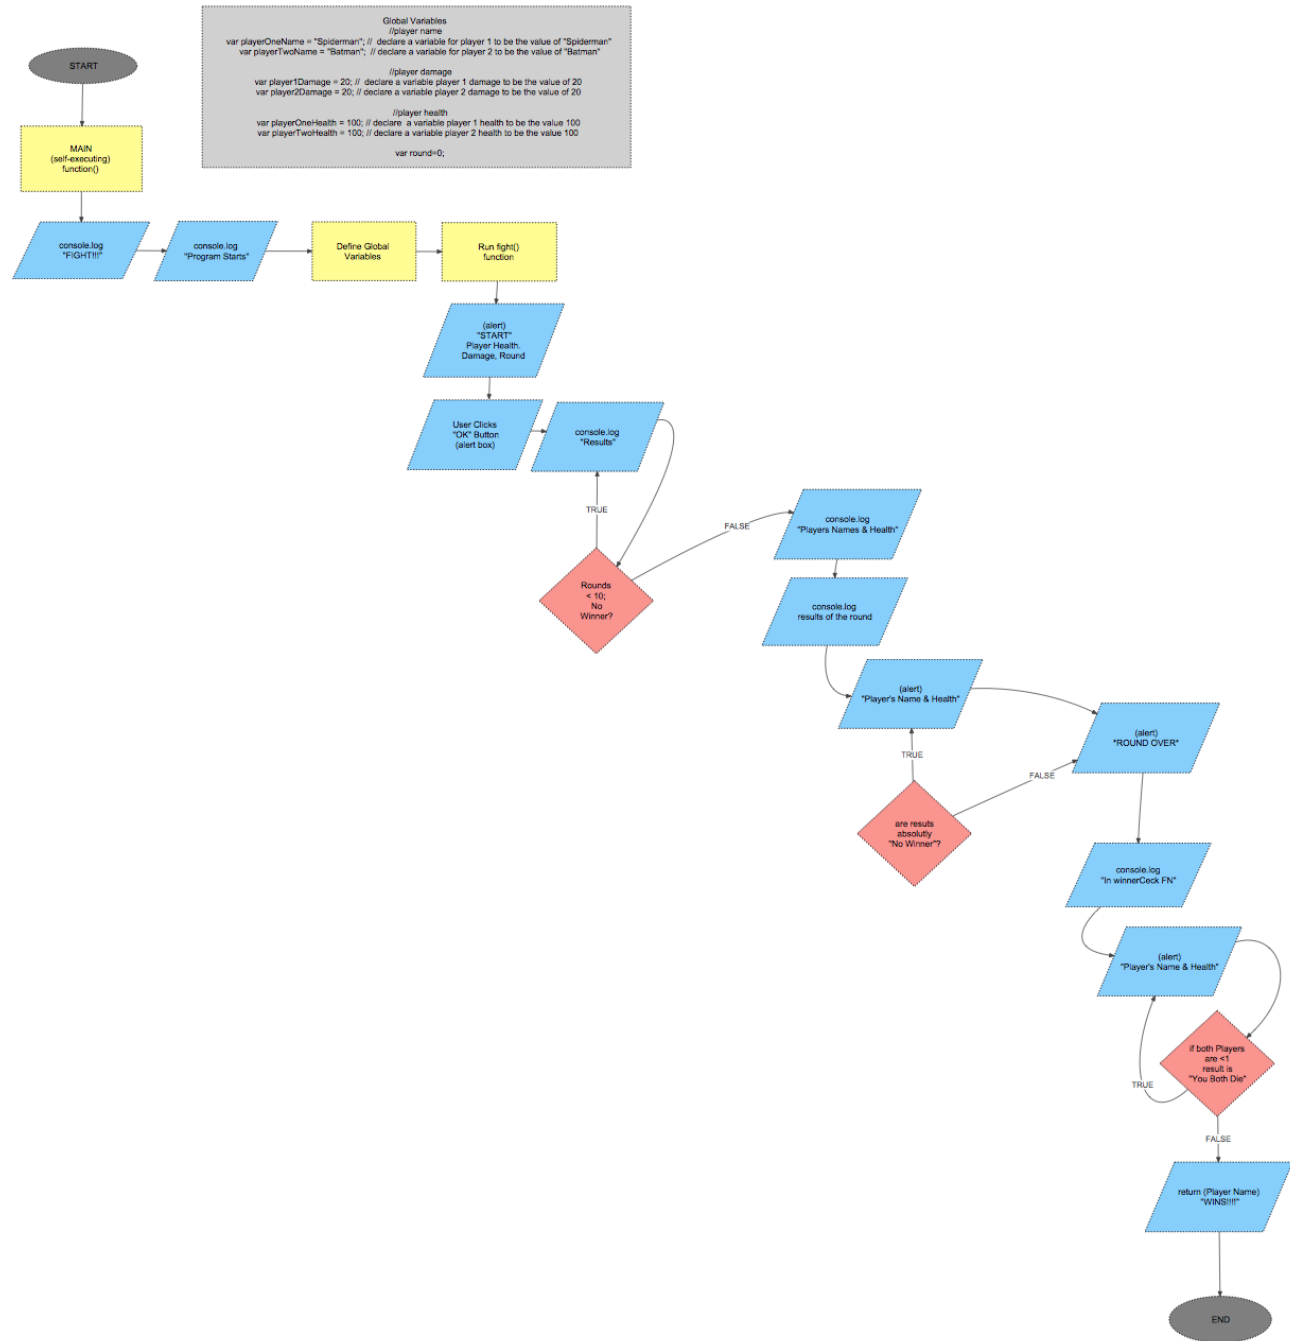 Global Variables
//player name
var playerOneName = "Spiderman"; //  declare a variable for player 1 to be the value of "Spiderman"
var playerTwoName = "Batman";  // declare a variable for player 2 to be the value of "Batman"
//player damage
var player1Damage = 20; //  declare a variable player 1 damage to be the value of 20
var player2Damage = 20; // declare a variable player 2 damage to be the value of 20
//player health
var playerOneHealth = 100; // declare  a variable player 1 health to be the value 100
var playerTwoHealth = 100; // declare a variable player 2 health to be the value 100
var round=0;
START
MAIN
(self-executing)
function()
console.log
"FIGHT!!!"
console.log
"Program Starts"
Define Global
Variables
Run fight()
function
(alert)
"START"
Player Health.
Damage, Round
User Clicks
"OK" Button
(alert box)
console.log
"Results"
TRUE
Rounds
< 10;
No
Winner?
FALSE
console.log
"Players Names & Health"
console.log
results of the round
(alert)
"Player's Name & Health"
TRUE
are resuts
absolutly
"No Winner"?
FALSE
(alert)
"ROUND OVER"
console.log
"In winnerCeck FN"
(alert)
"Player's Name & Health"
if both Players
are <1
result is
"You Both Die"
TRUE
FALSE
return (Player Name)
"WINS!!!!"
END